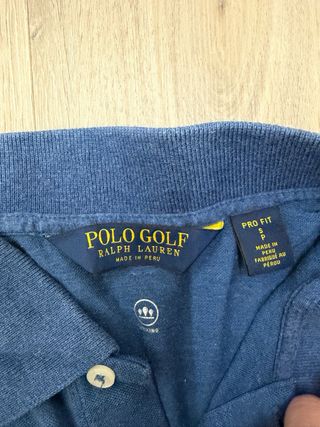 POLO GOLF
RALPH LAUREN
MADE IN PERU
PRO FIT
S
P
MADE IN
PERU
FABRIQUÉ AU
PÉROU